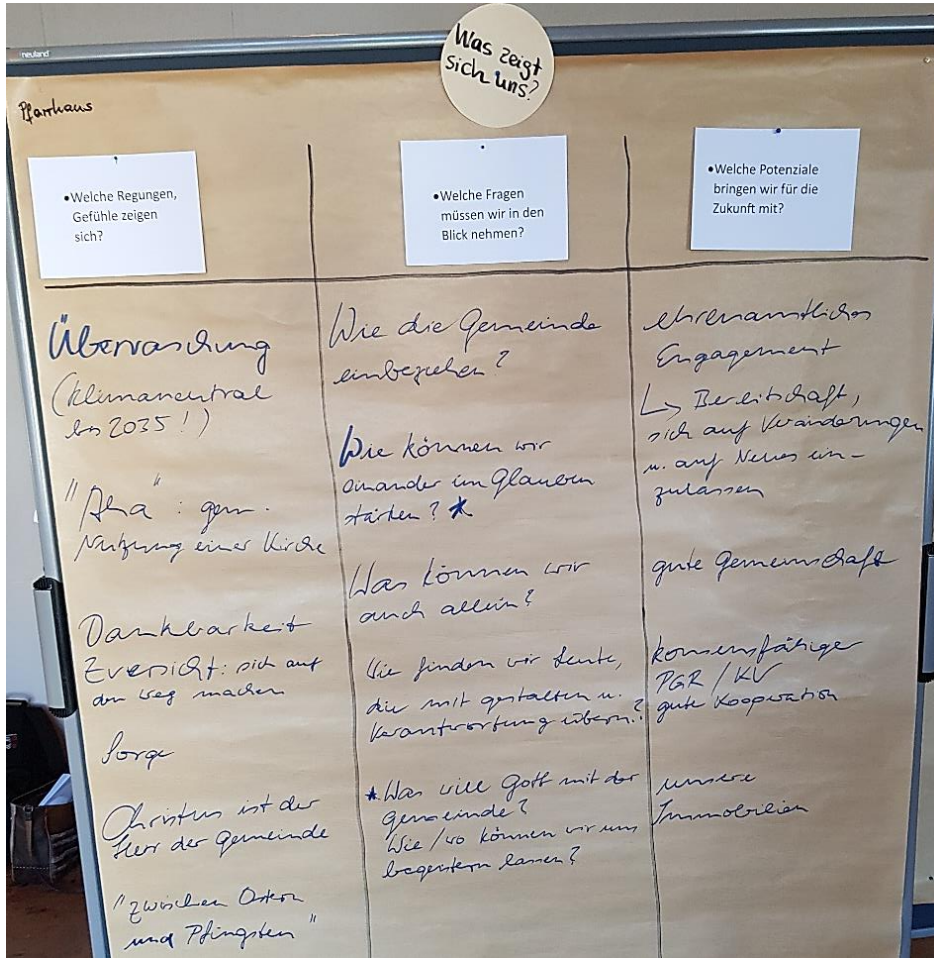 neuland
Was zeigt
sich uns?
Pfarrhaus
•Welche Regungen,
Gefühle zeigen
sich?
Übervaschung
(klimaneutral
bis 2035!)
"Aha": gem.
Nutzung einer Kirche
Dankbarkeit
Zversicht: sich auf
den Weg machen
Sorge
Christus ist der
Herr der Gemeinde
"zwischen Ostern
und Pfingsten"
•Welche Fragen
müssen wir in den
Blick nehmen?
Wie die Gemeinde
einbeziehen?
Wie können wir
einander im Glauben
stärken? *
Was können wir
auch allein?
Wie finden wir Leute,
die mit gestalten u.
Verantwortung übern.?
* Was will Gott mit der
Gemeinde?
Wie/wo können wir uns
begeistern lassen?
•Welche Potenziale
bringen wir für die
Zukunft mit?
ehrenamtliches
Engagement
↳ Bereitschaft,
sich auf Veränderungen
u. auf Neues ein-
zulassen
gute Gemeinschaft
konsensfähiger
PGR / KV
gute Kooperation
unsere
Immobilien